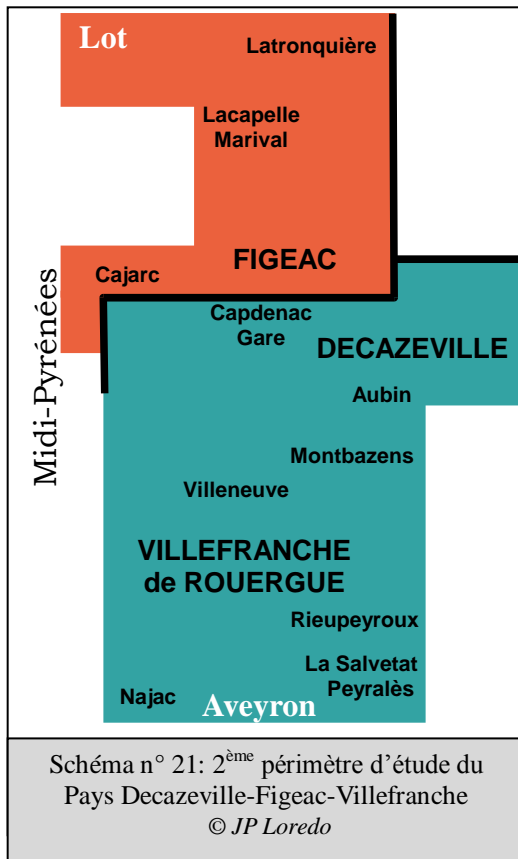 Lot
Latronquière
Lacapelle
Marival
FIGEAC
Cajarc
Midi-Pyrénées
Capdenac
Gare
DECAZEVILLE
Aubin
Montbazens
Villeneuve
VILLEFRANCHE
de ROUERGUE
Rieupeyroux
La Salvetat
Peyralès
Najac
Aveyron
Schéma n° 21: 2ème périmètre d'étude du
Pays Decazeville-Figeac-Villefranche
© JP Loredo